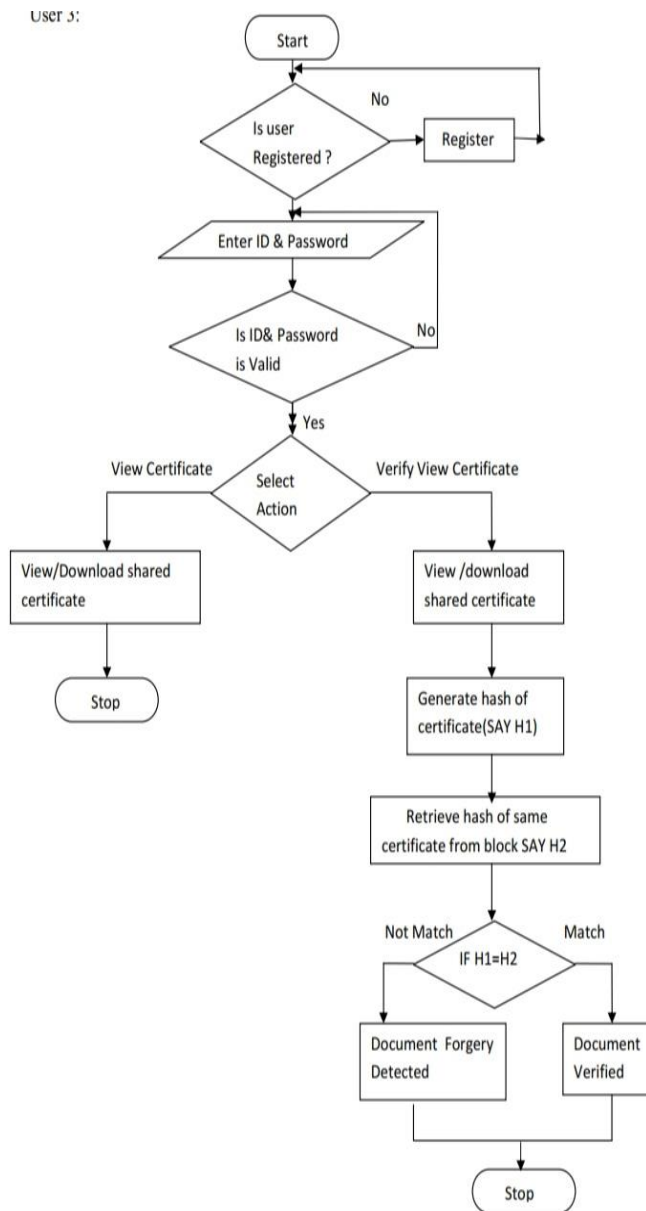 User 3:
Start
No
Is user
Registered ?
Register
Enter ID & Password
Is ID& Password
is Valid
No
Yes
View Certificate
Select
Action
Verify View Certificate
View/Download shared
certificate
View /download
shared certificate
Stop
Generate hash of
certificate(SAY H1)
Retrieve hash of same
certificate from block SAY H2
Not Match
Match
IF H1=H2
Document Forgery
Detected
Document
Verified
Stop